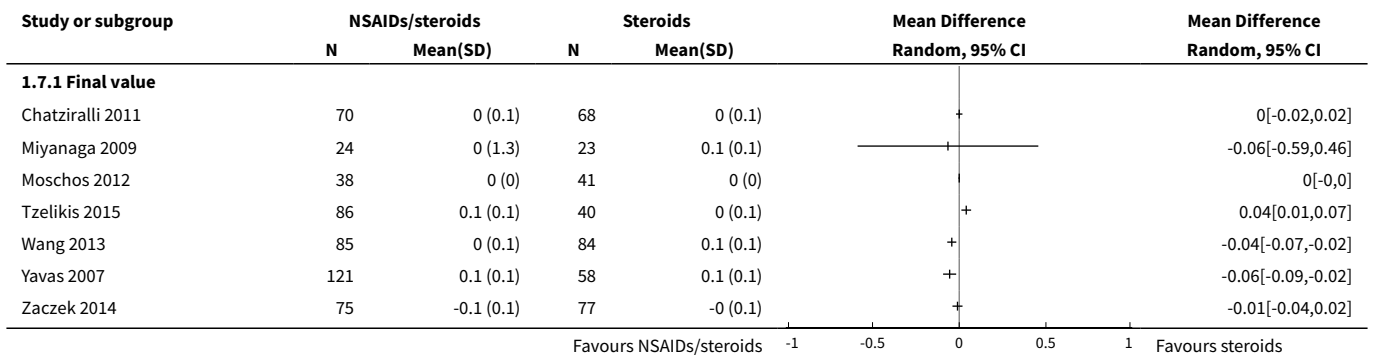 Study or subgroup NSAIDs/steroids Steroids Mean Difference Mean Difference
N Mean(SD) N Mean(SD) Random, 95% CI Random, 95% CI
1.7.1 Final value
Chatziralli 2011 70 0 (0.1) 68 0 (0.1) 0[-0.02,0.02]
Miyanaga 2009 24 0 (1.3) 23 0.1 (0.1) -0.06[-0.59,0.46]
Moschos 2012 38 0 (0) 41 0 (0) 0[-0,0]
Tzelikis 2015 86 0.1 (0.1) 40 0 (0.1) 0.04[0.01,0.07]
Wang 2013 85 0 (0.1) 84 0.1 (0.1) -0.04[-0.07,-0.02]
Yavas 2007 121 0.1 (0.1) 58 0.1 (0.1) -0.06[-0.09,-0.02]
Zaczek 2014 75 -0.1 (0.1) 77 -0 (0.1) -0.01[-0.04,0.02]
Favours NSAIDs/steroids -1 -0.5 0 0.5 1 Favours steroids